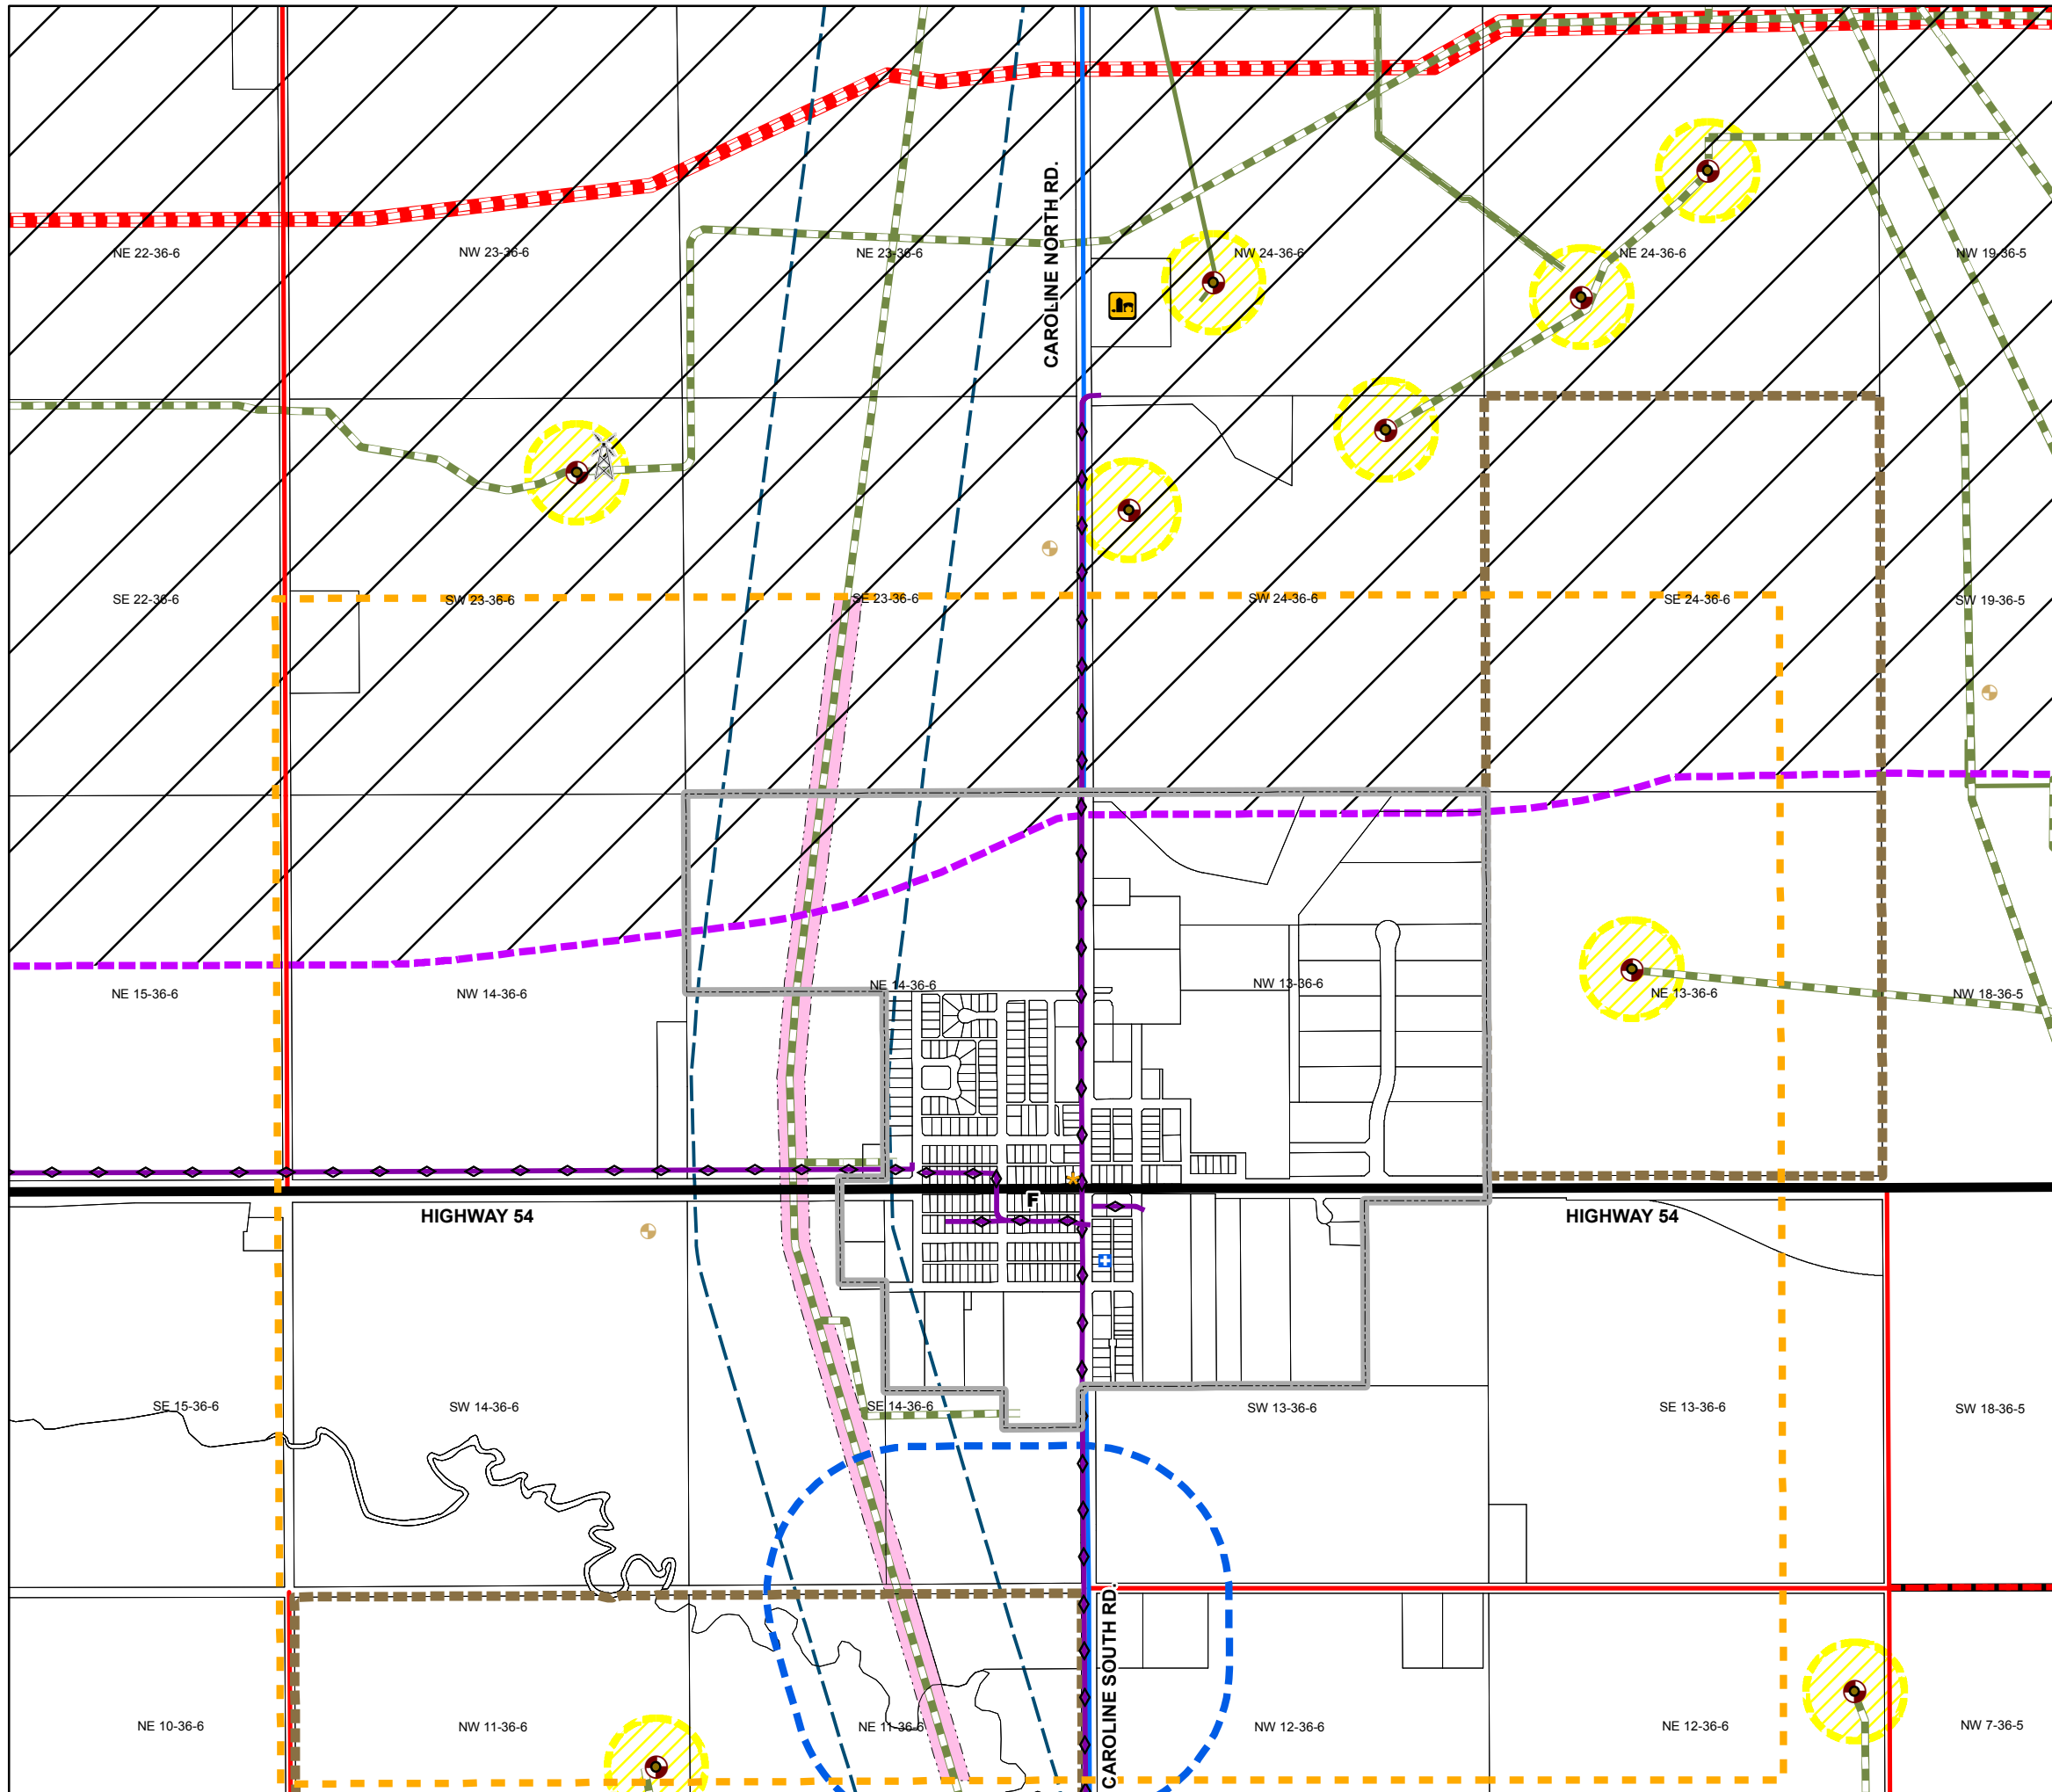 CAROLINE NORTH RD.
NE 22-36-6
NW 23-36-6
NE 23-36-6
NW 24-36-6
NE 24-36-6
NW 19-36-5
SE 22-36-6
SW 23-36-6
SE 23-36-6
SW 24-36-6
SE 24-36-6
SW 19-36-5
NE 15-36-6
NW 14-36-6
NE 14-36-6
NW 13-36-6
NE 13-36-6
NW 18-36-5
F
HIGHWAY 54
HIGHWAY 54
SE 15-36-6
SW 14-36-6
SE 14-36-6
SW 13-36-6
SE 13-36-6
SW 18-36-5
CAROLINE SOUTH RD.
NE 10-36-6
NW 11-36-6
NE 11-36-6
NW 12-36-6
NE 12-36-6
NW 7-36-5